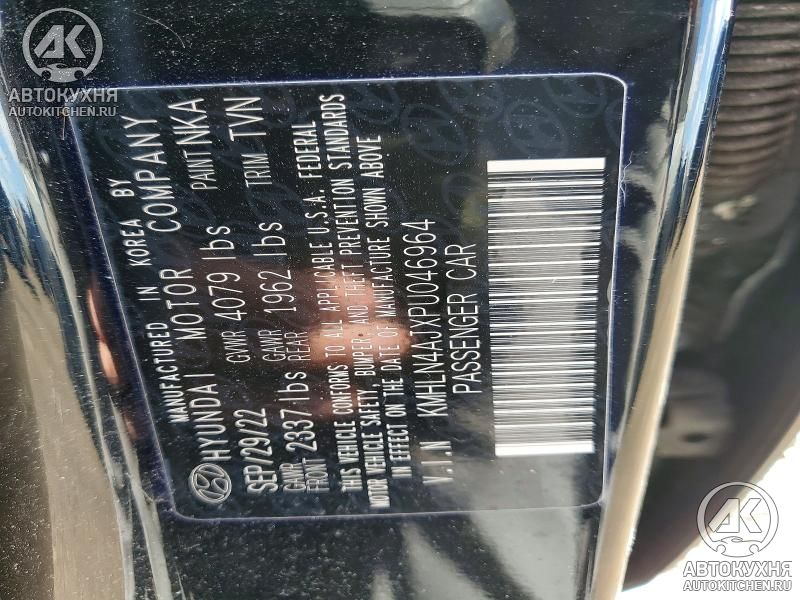 AK
АВТОКУХНЯ
AUTOKITCHEN.RU
MANUFACTURED IN KOREA BY
HYUNDAI MOTOR COMPANY
SEP/29/22 GVWR 4079 lbs PAINT NKA
GAWR FRONT 2337 lbs GAWR REAR 1962 lbs TRIM TVN
THIS VEHICLE CONFORMS TO ALL APPLICABLE U.S.A. FEDERAL
MOTOR VEHICLE SAFETY, BUMPER, AND THEFT PREVENTION STANDARDS
IN EFFECT ON THE DATE OF MANUFACTURE SHOWN ABOVE
V.I.N KMHLN4AJXPU046964
PASSENGER CAR
AK
АВТОКУХНЯ
AUTOKITCHEN.RU